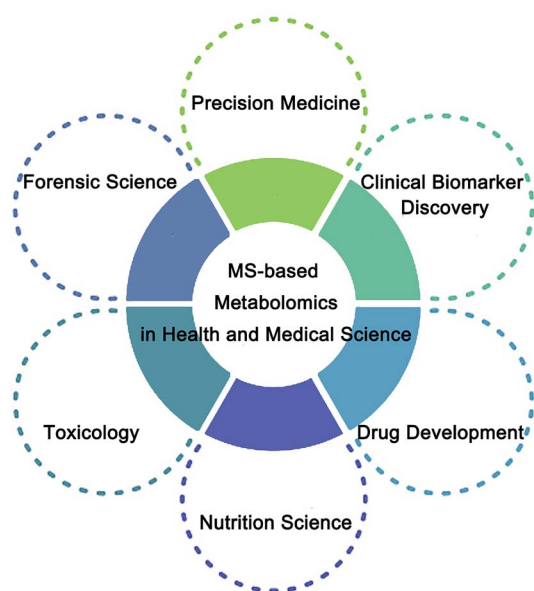 Precision Medicine
Forensic Science
Clinical Biomarker
Discovery
MS-based
Metabolomics
in Health and Medical Science
Toxicology
Drug Development
Nutrition Science